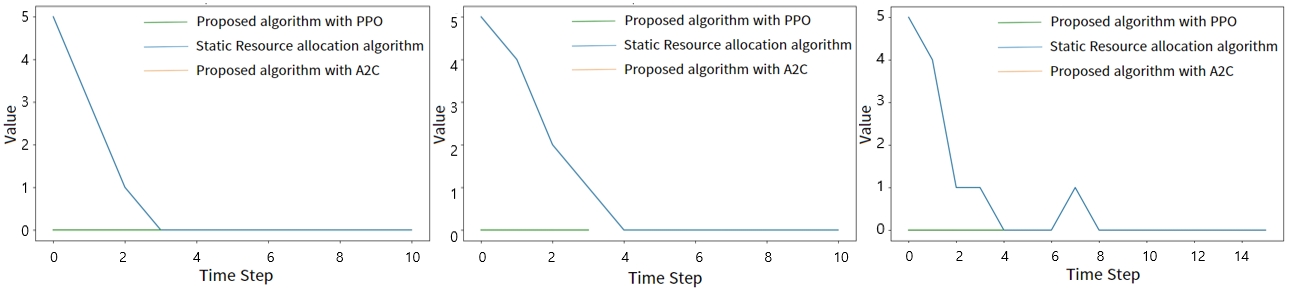 Proposed algorithm with PPO
Static Resource allocation algorithm
Proposed algorithm with A2C
Value
5
4
3
2
1
0
0 2 4 6 8 10
Time Step
Proposed algorithm with PPO
Static Resource allocation algorithm
Proposed algorithm with A2C
Value
5
4
3
2
1
0
0 2 4 6 8 10
Time Step
Proposed algorithm with PPO
Static Resource allocation algorithm
Proposed algorithm with A2C
Value
5
4
3
2
1
0
0 2 4 6 8 10 12 14
Time Step